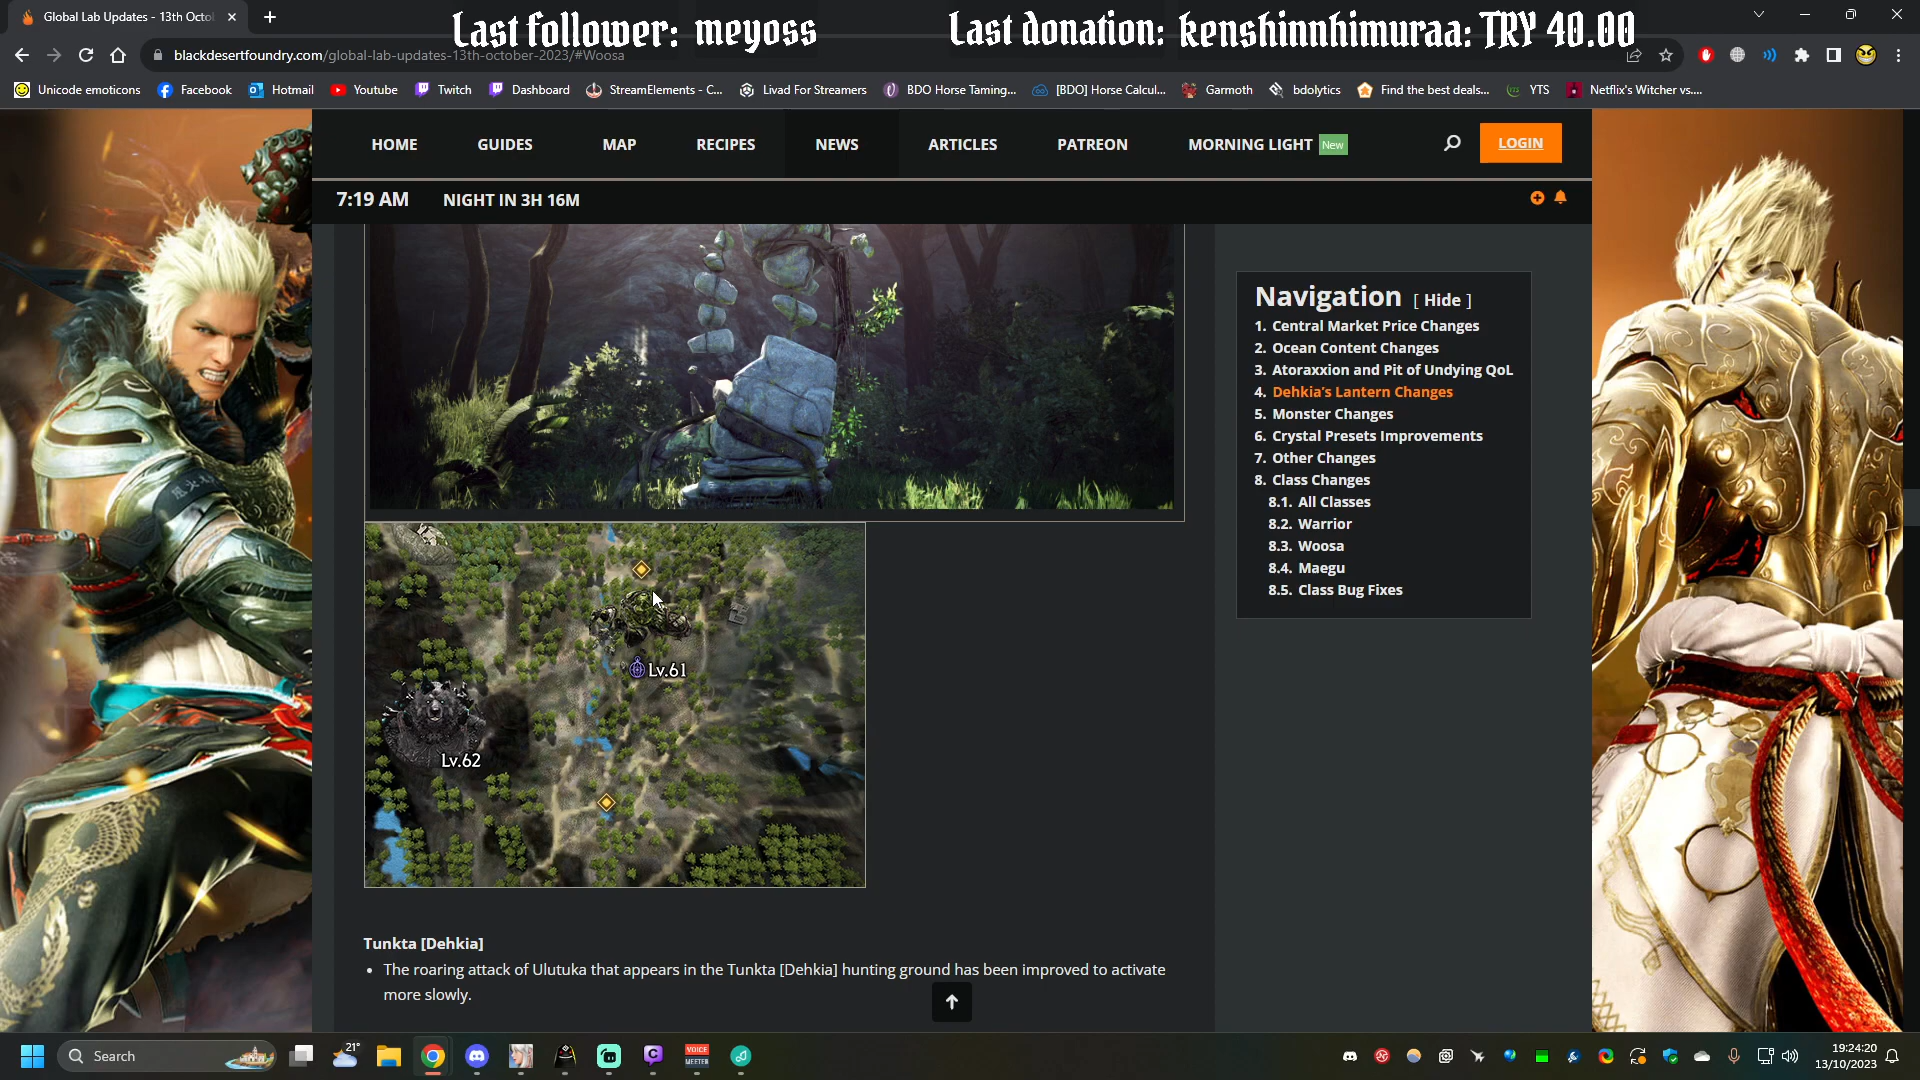 Global Lab Updates - 13th Octo
Last follower: meyoss
Last donation: kenshinnhimuraa: TRY 40.00
blackdesertfoundry.com/global-lab-updates-13th-october-2023/#Woosa
Unicode emoticons
Facebook
Hotmail
Youtube
Twitch
Dashboard
StreamElements - C...
Livad For Streamers
BDO Horse Taming...
[BDO] Horse Calcul...
Garmoth
bdolytics
Find the best deals...
YTS
Netflix's Witcher vs....
HOME
GUIDES
MAP
RECIPES
NEWS
ARTICLES
PATREON
MORNING LIGHT New
LOGIN
7:19 AM
NIGHT IN 3H 16M
Navigation [ Hide ]
1. Central Market Price Changes
2. Ocean Content Changes
3. Atoraxxion and Pit of Undying QoL
4. Dehkia's Lantern Changes
5. Monster Changes
6. Crystal Presets Improvements
7. Other Changes
8. Class Changes
8.1. All Classes
8.2. Warrior
8.3. Woosa
8.4. Maegu
8.5. Class Bug Fixes
Lv.61
Lv.62
Tunkta [Dehkia]
• The roaring attack of Ulutuka that appears in the Tunkta [Dehkia] hunting ground has been improved to activate
more slowly.
Search
21°
VOICE
MEETER
19:24:20
13/10/2023